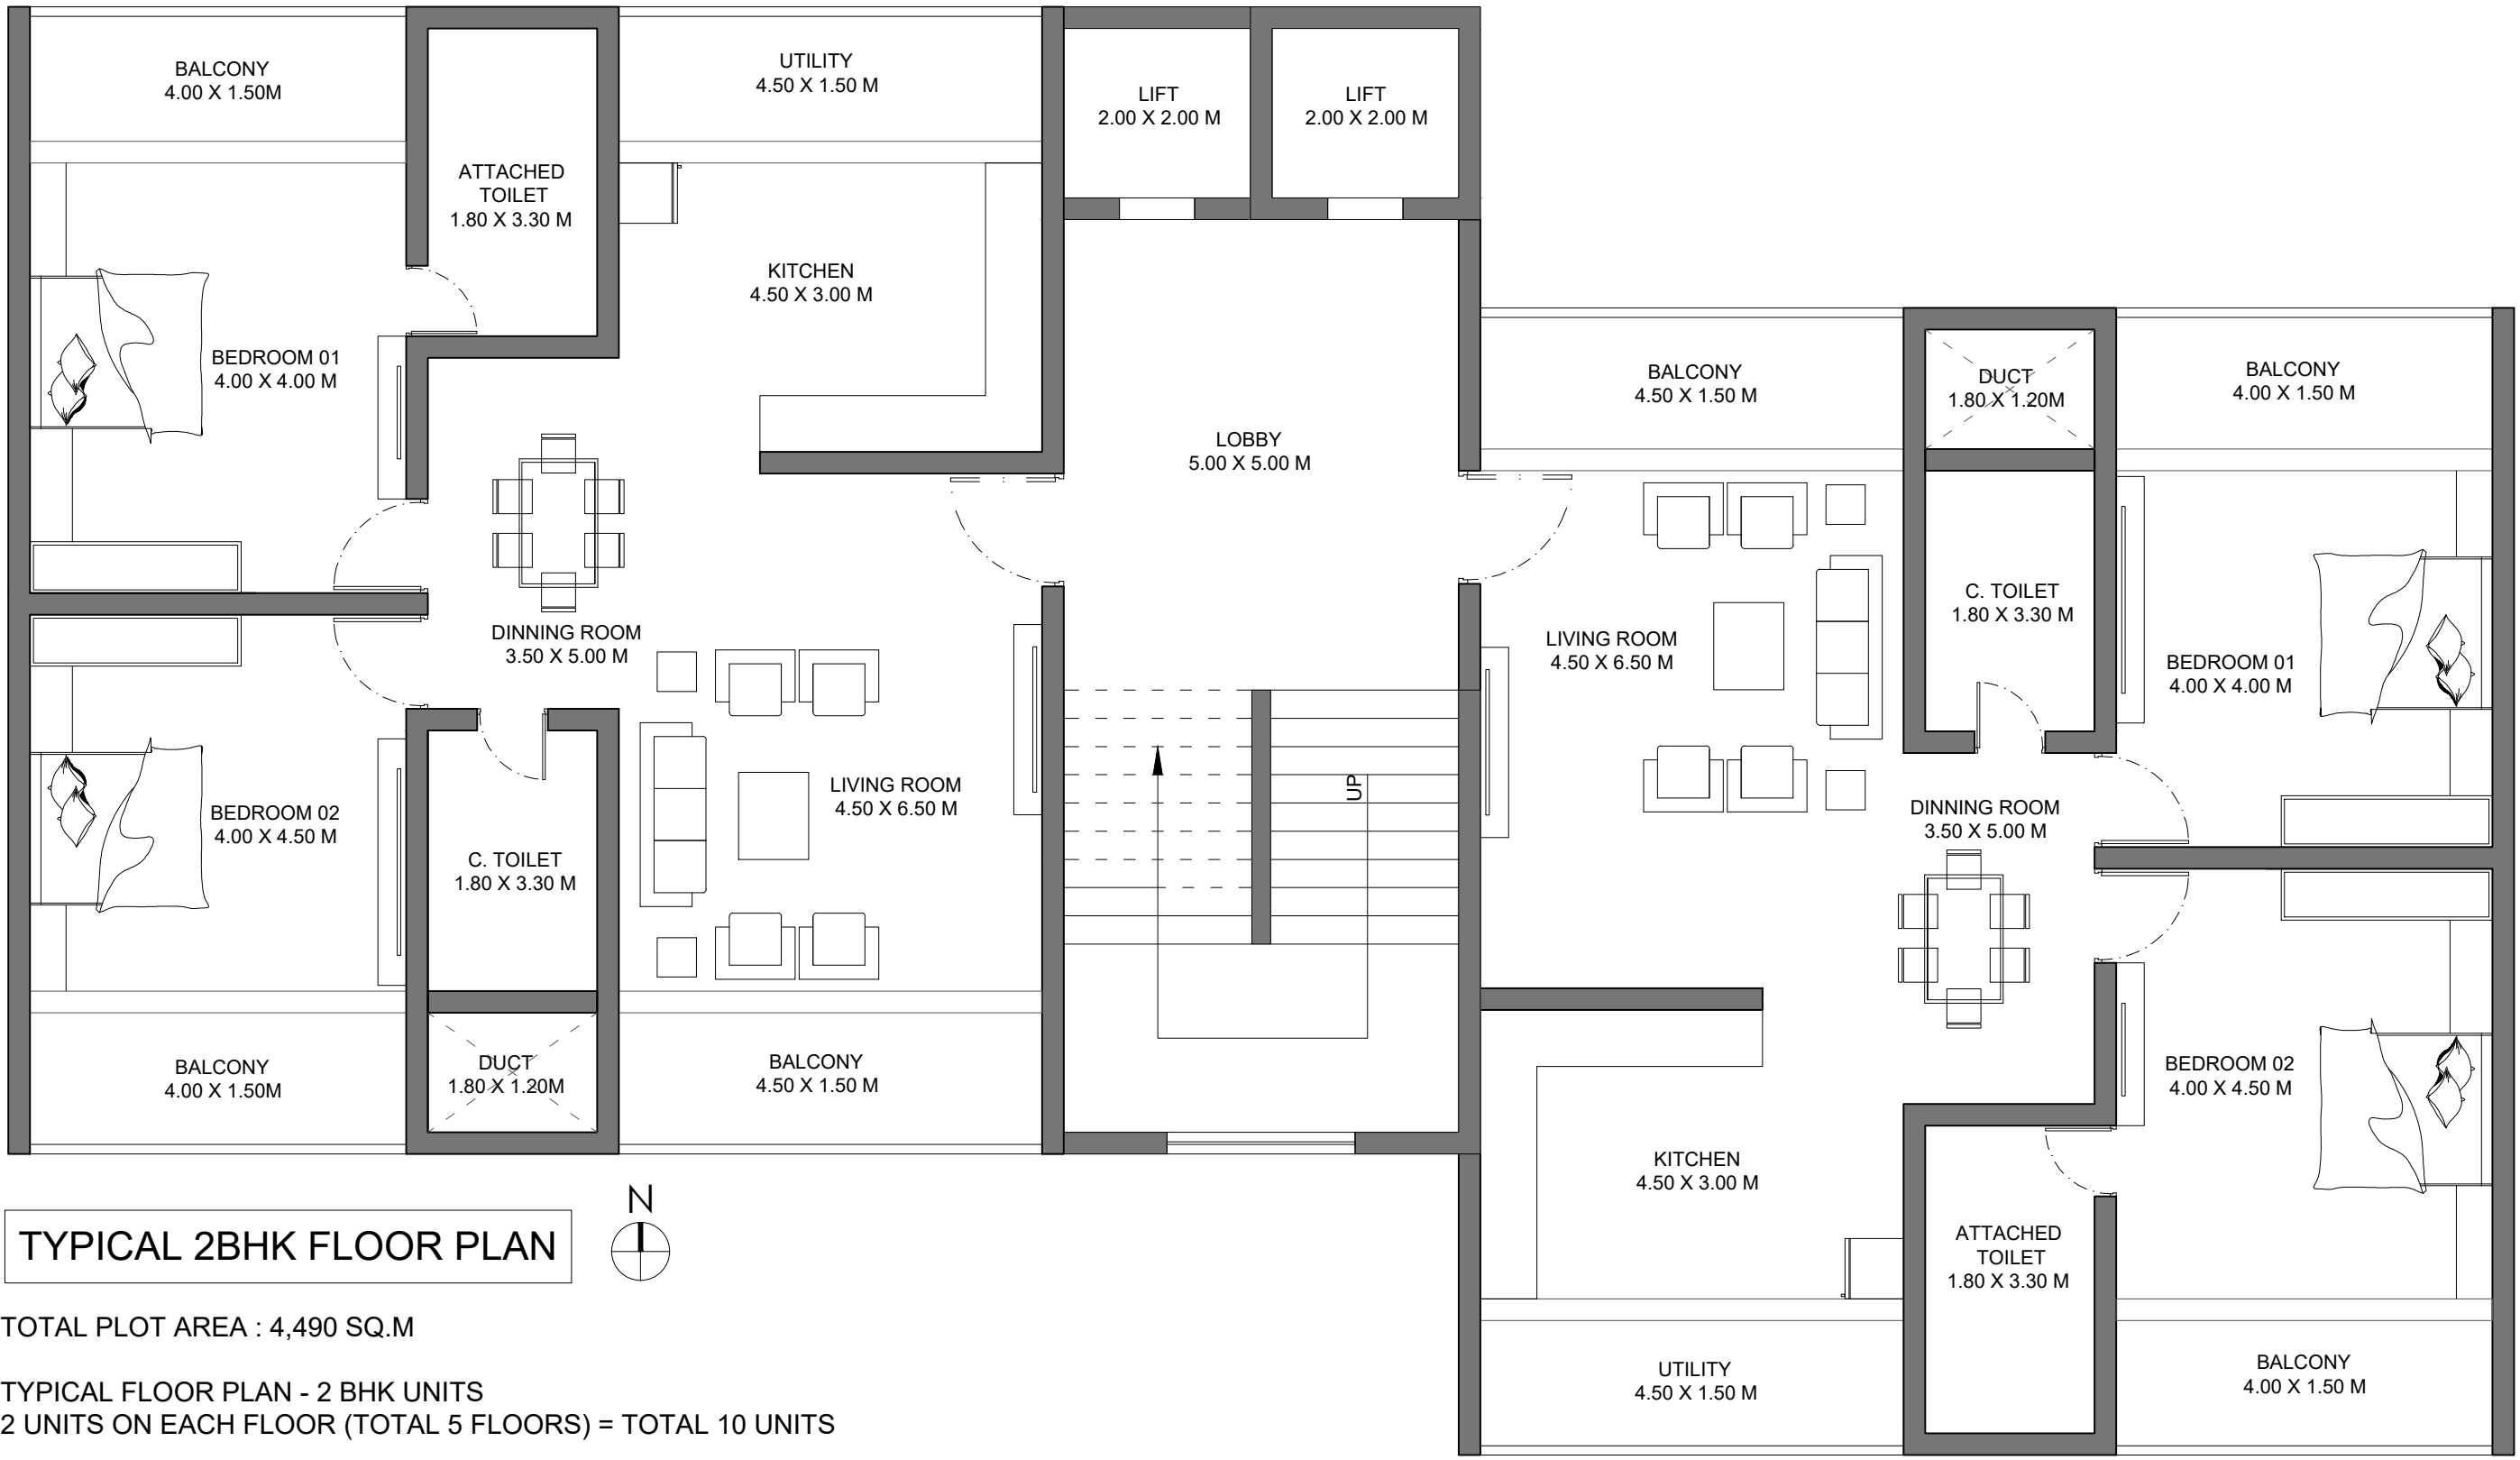 BALCONY
4.00 X 1.50M
UTILITY
4.50 X 1.50 M
LIFT
2.00 X 2.00 M
LIFT
2.00 X 2.00 M
ATTACHED
TOILET
1.80 X 3.30 M
KITCHEN
4.50 X 3.00 M
BEDROOM 01
4.00 X 4.00 M
BALCONY
4.50 X 1.50 M
DUCT
1.80 X 1.20M
BALCONY
4.00 X 1.50 M
LOBBY
5.00 X 5.00 M
C. TOILET
1.80 X 3.30 M
DINNING ROOM
3.50 X 5.00 M
LIVING ROOM
4.50 X 6.50 M
BEDROOM 01
4.00 X 4.00 M
LIVING ROOM
4.50 X 6.50 M
UP
BEDROOM 02
4.00 X 4.50 M
DINNING ROOM
3.50 X 5.00 M
C. TOILET
1.80 X 3.30 M
BALCONY
4.00 X 1.50M
DUCT
1.80 X 1.20M
BALCONY
4.50 X 1.50 M
BEDROOM 02
4.00 X 4.50 M
KITCHEN
4.50 X 3.00 M
ATTACHED
TOILET
1.80 X 3.30 M
UTILITY
4.50 X 1.50 M
BALCONY
4.00 X 1.50 M
N
TYPICAL 2BHK FLOOR PLAN
TOTAL PLOT AREA : 4,490 SQ.M
TYPICAL FLOOR PLAN - 2 BHK UNITS
2 UNITS ON EACH FLOOR (TOTAL 5 FLOORS) = TOTAL 10 UNITS